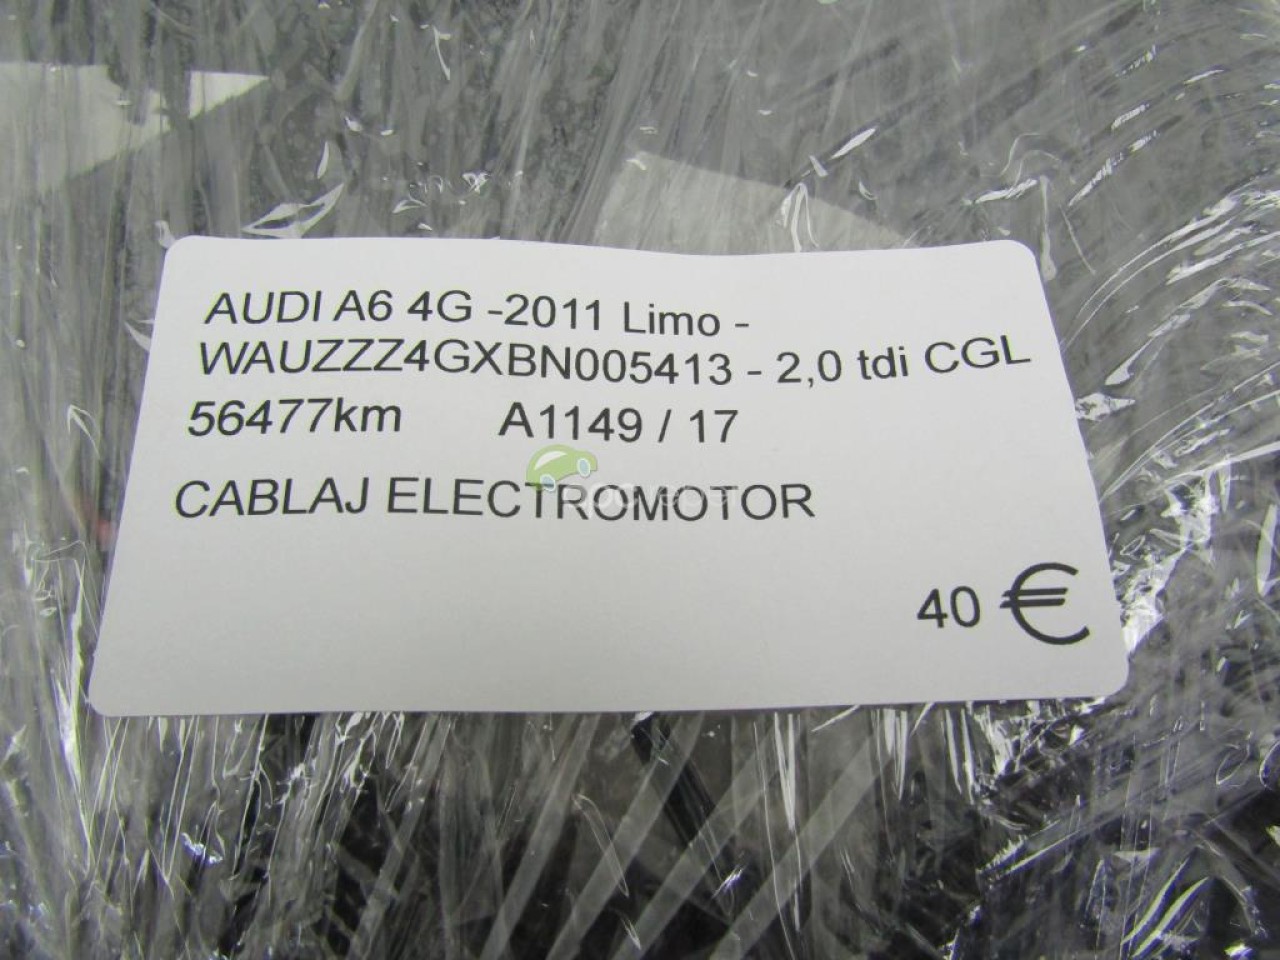 AUDI A6 4G -2011 Limo -
WAUZZZ4GXBN005413 - 2,0 tdi CGL
56477km A1149 / 17
CABLAJ ELECTROMOTOR
40 €